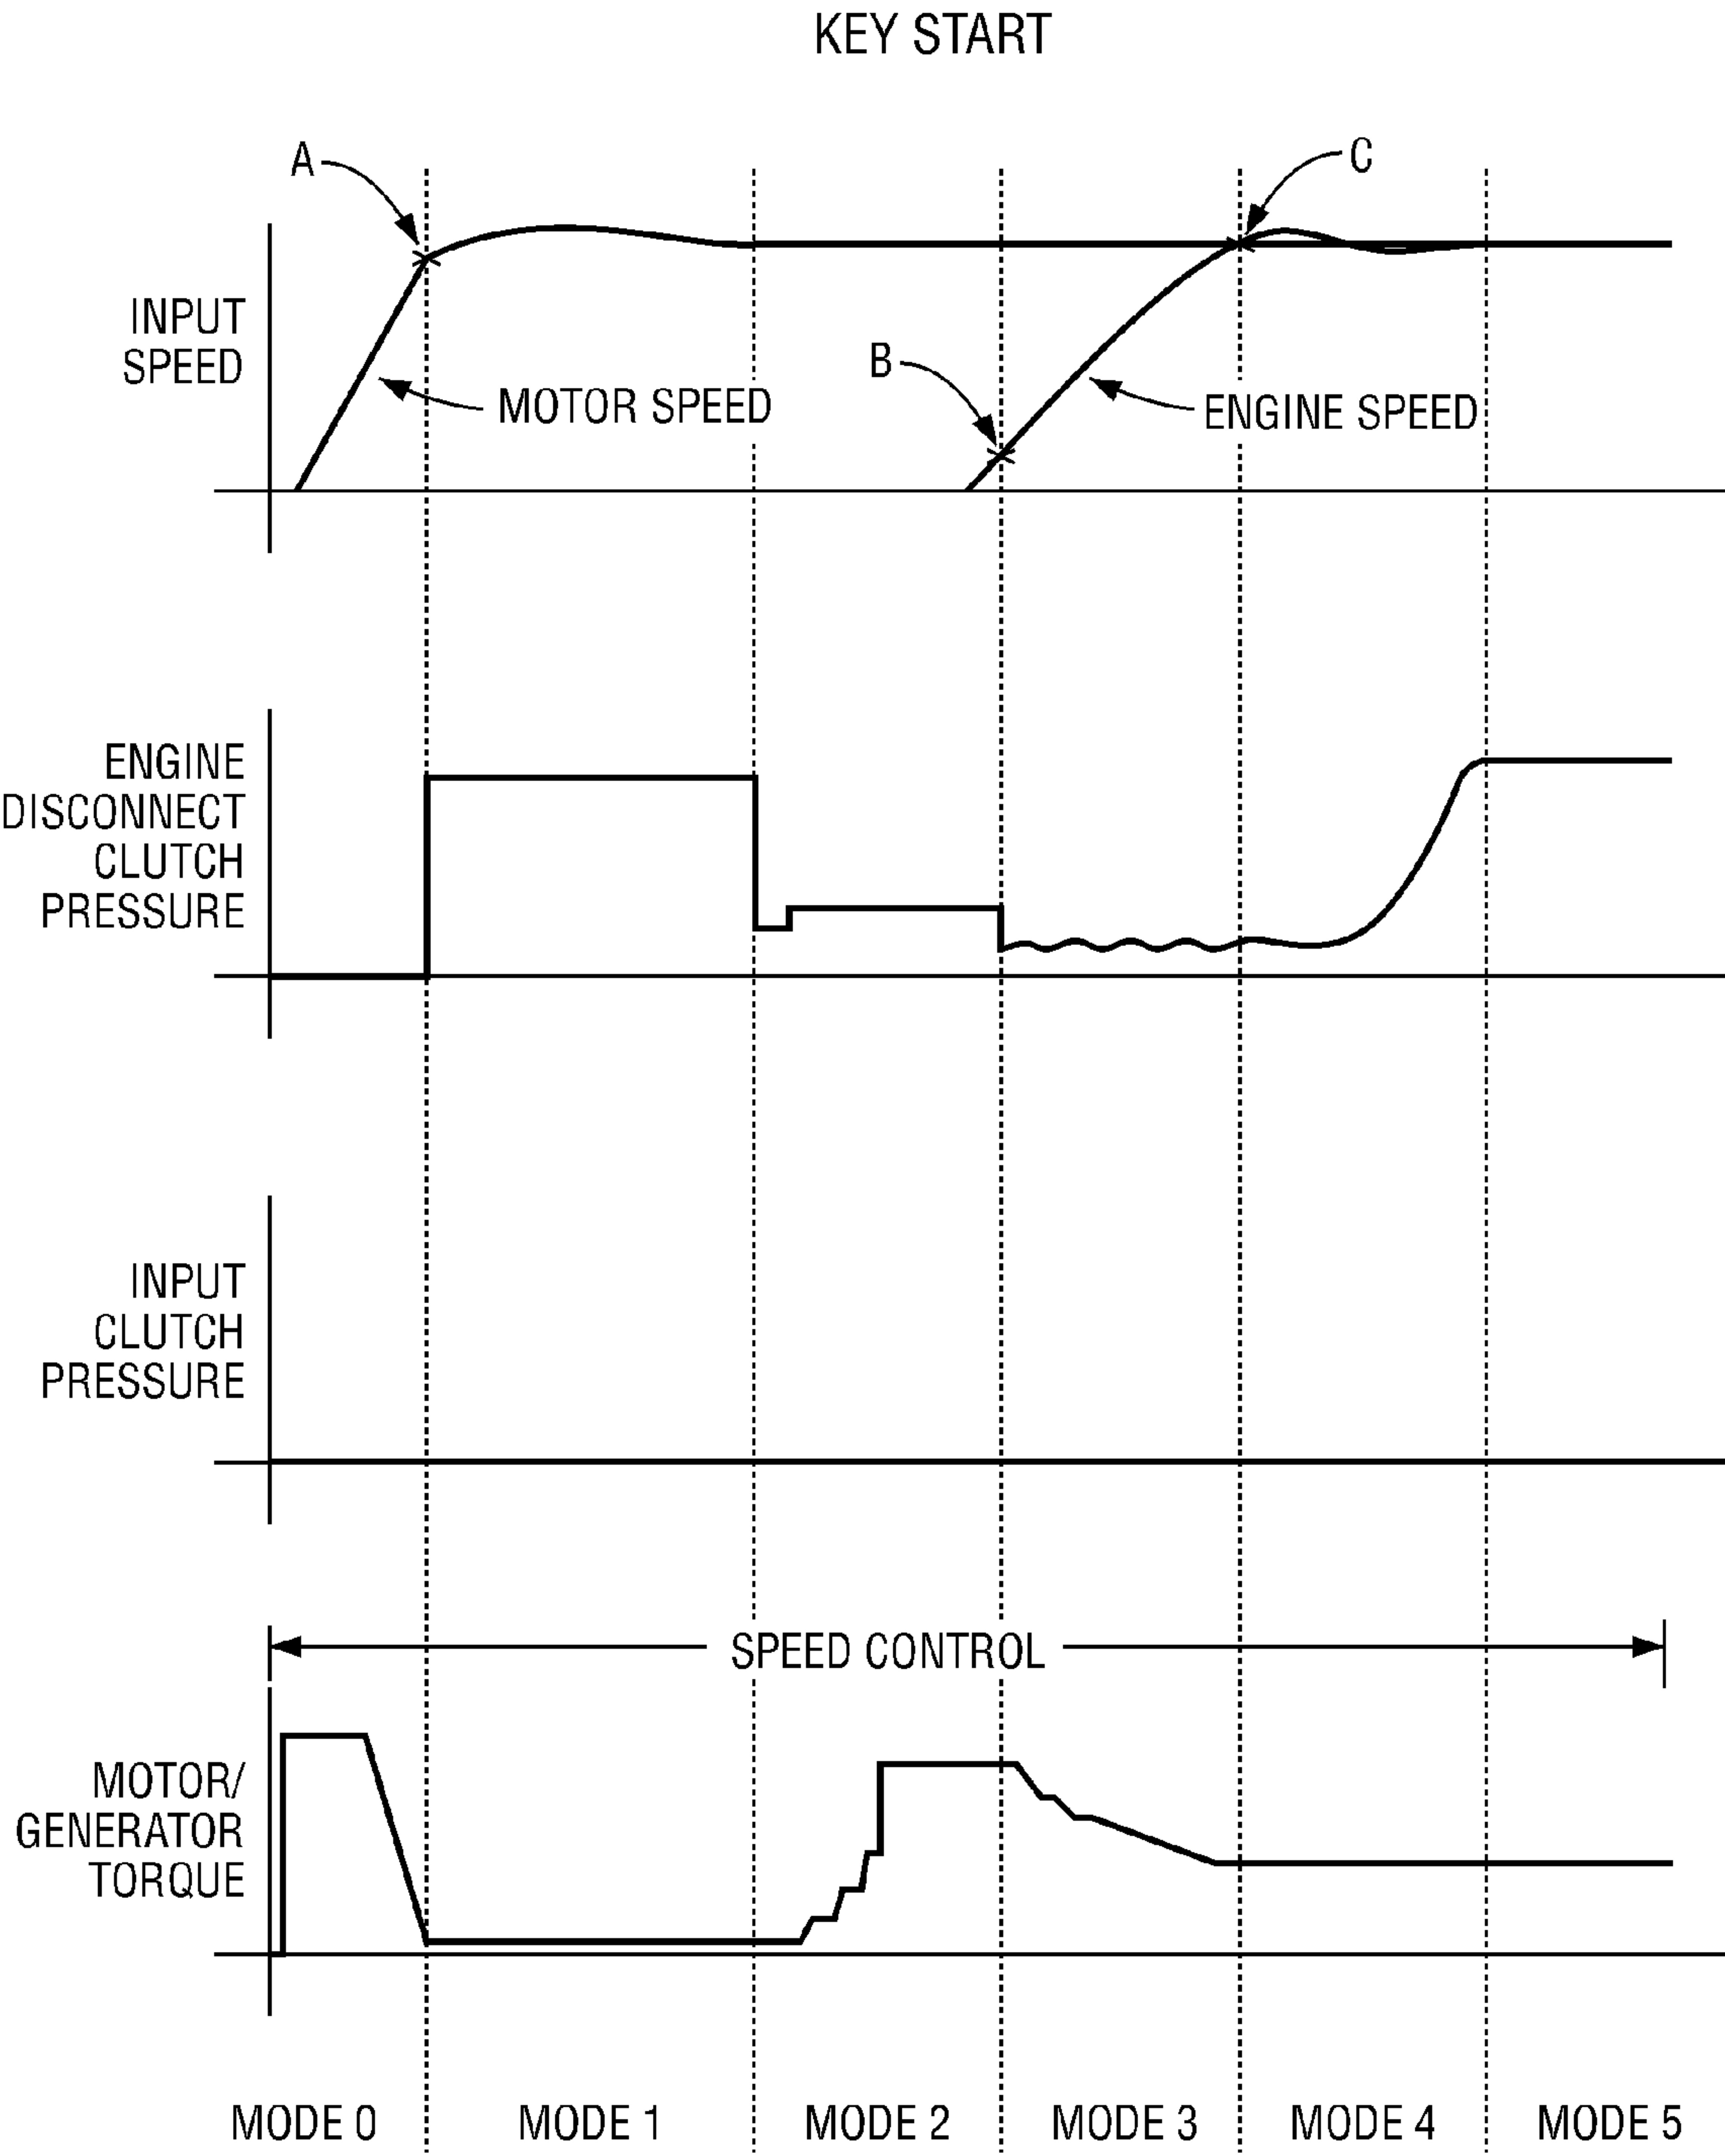 KEY START
A
C
INPUT
SPEED
B
MOTOR SPEED
ENGINE SPEED
ENGINE
DISCONNECT
CLUTCH
PRESSURE
INPUT
CLUTCH
PRESSURE
SPEED CONTROL
MOTOR/
GENERATOR
TORQUE
MODE 0 MODE 1 MODE 2 MODE 3 MODE 4 MODE 5